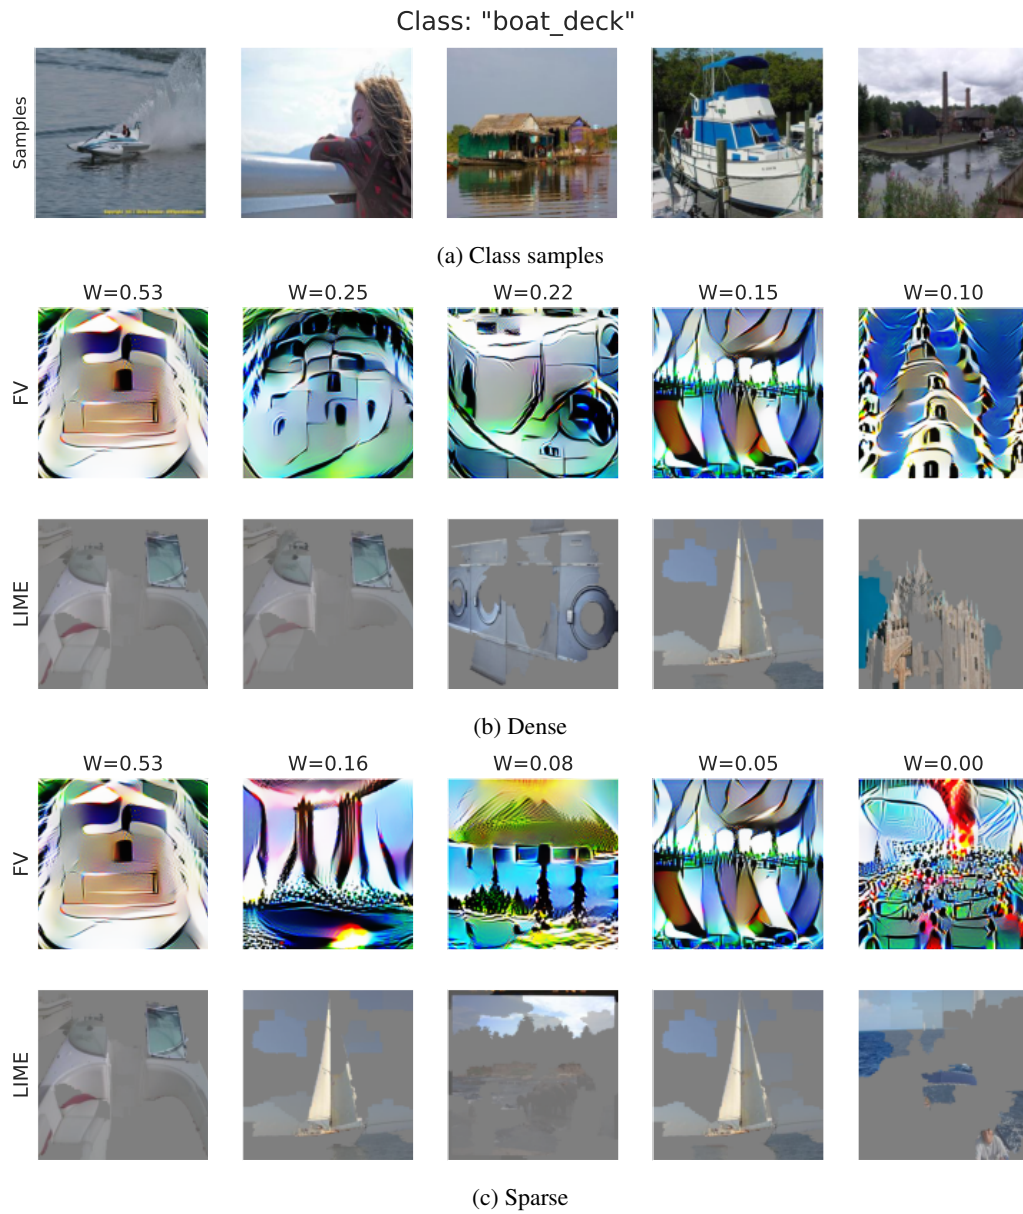 Class: "boat_deck"
Samples
(a) Class samples
W=0.53 W=0.25 W=0.22 W=0.15 W=0.10
FV
LIME
(b) Dense
W=0.53 W=0.16 W=0.08 W=0.05 W=0.00
FV
LIME
(c) Sparse